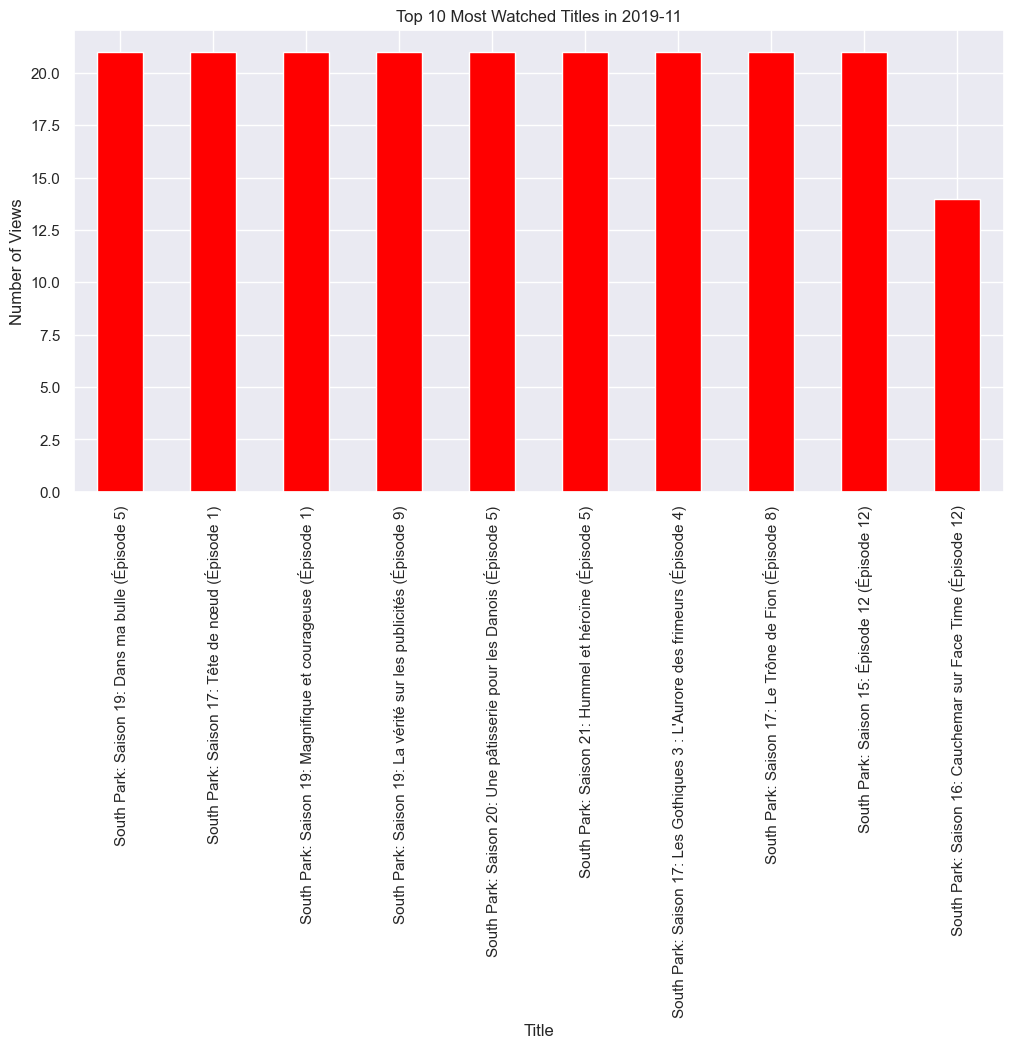 Top 10 Most Watched Titles in 2019-11
Number of Views
20.0
17.5
15.0
12.5
10.0
7.5
5.0
2.5
0.0
South Park: Saison 19: Dans ma bulle (Épisode 5)
South Park: Saison 17: Tête de nœud (Épisode 1)
South Park: Saison 19: Magnifique et courageuse (Épisode 1)
South Park: Saison 19: La vérité sur les publicités (Épisode 9)
South Park: Saison 20: Une pâtisserie pour les Danois (Épisode 5)
South Park: Saison 21: Hummel et héroïne (Épisode 5)
South Park: Saison 17: Les Gothiques 3 : L'Aurore des frimeurs (Épisode 4)
South Park: Saison 17: Le Trône de Fion (Épisode 8)
South Park: Saison 15: Épisode 12 (Épisode 12)
South Park: Saison 16: Cauchemar sur Face Time (Épisode 12)
Title